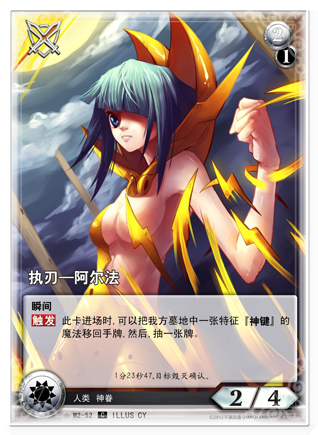 2
1
执刃—阿尔法
瞬间
触发 此卡进场时,可以把我方墓地中一张特征『神键』的
魔法移回手牌,然后,抽一张牌。
1分23秒47,目标毁灭确认。
人类 神眷
2 / 4
M2-52 ILLUS CY